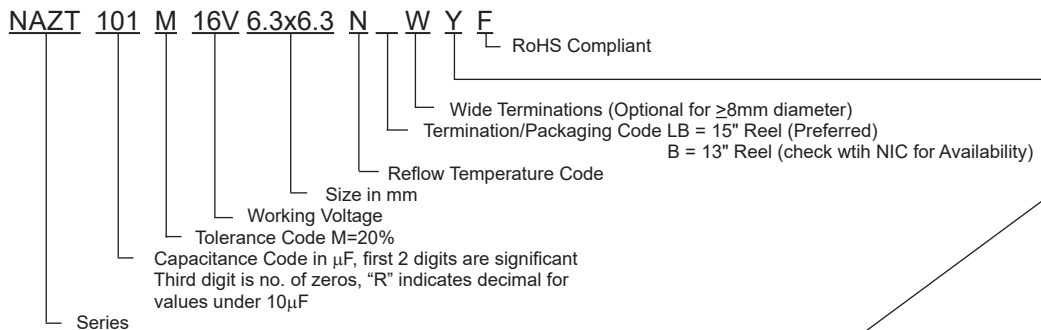 NAZT 101 M 16V 6.3x6.3 N _ W Y F
RoHS Compliant
Wide Terminations (Optional for ≥8mm diameter)
Termination/Packaging Code LB = 15" Reel (Preferred)
B = 13" Reel (check wtih NIC for Availability)
Reflow Temperature Code
Size in mm
Working Voltage
Tolerance Code M=20%
Capacitance Code in μF, first 2 digits are significant
Third digit is no. of zeros, “R” indicates decimal for
values under 10μF
Series